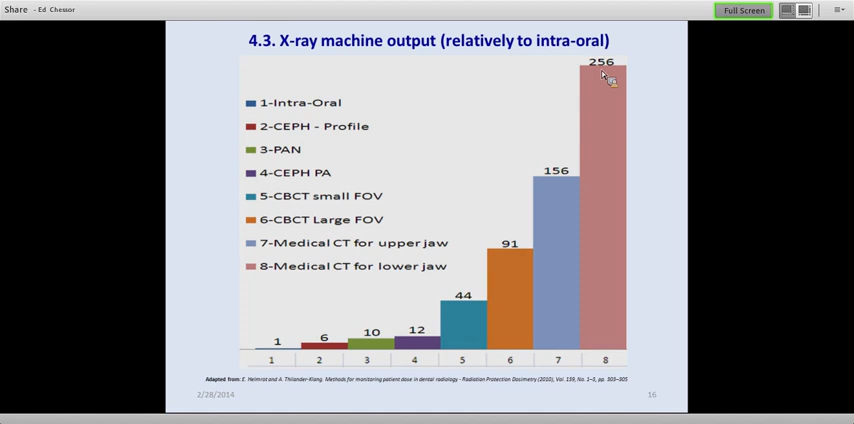 Share - Ed Chessor
Full Screen
4.3. X-ray machine output (relatively to intra-oral)
256
1-Intra-Oral
2-CEPH - Profile
3-PAN
4-CEPH PA
5-CBCT small FOV
6-CBCT Large FOV
7-Medical CT for upper jaw
8-Medical CT for lower jaw
156
91
44
12
10
6
1
1 2 3 4 5 6 7 8
Adapted from: E. Helmrot and A. Thilander-Klang. Methods for monitoring patient dose in dental radiology - Radiation Protection Dosimetry (2010), Vol. 139, No. 1–3, pp. 303–305
2/28/2014
16